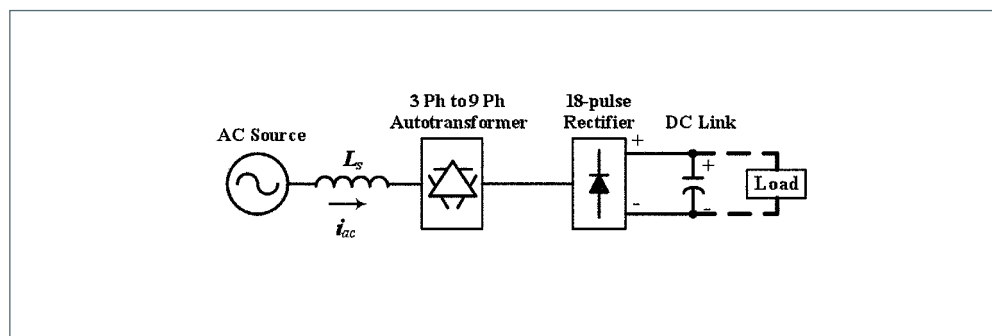 3 Ph to 9 Ph
Autotransformer
18-pulse
Rectifier
DC Link
AC Source
Ls
iac
+
-
+
-
Load